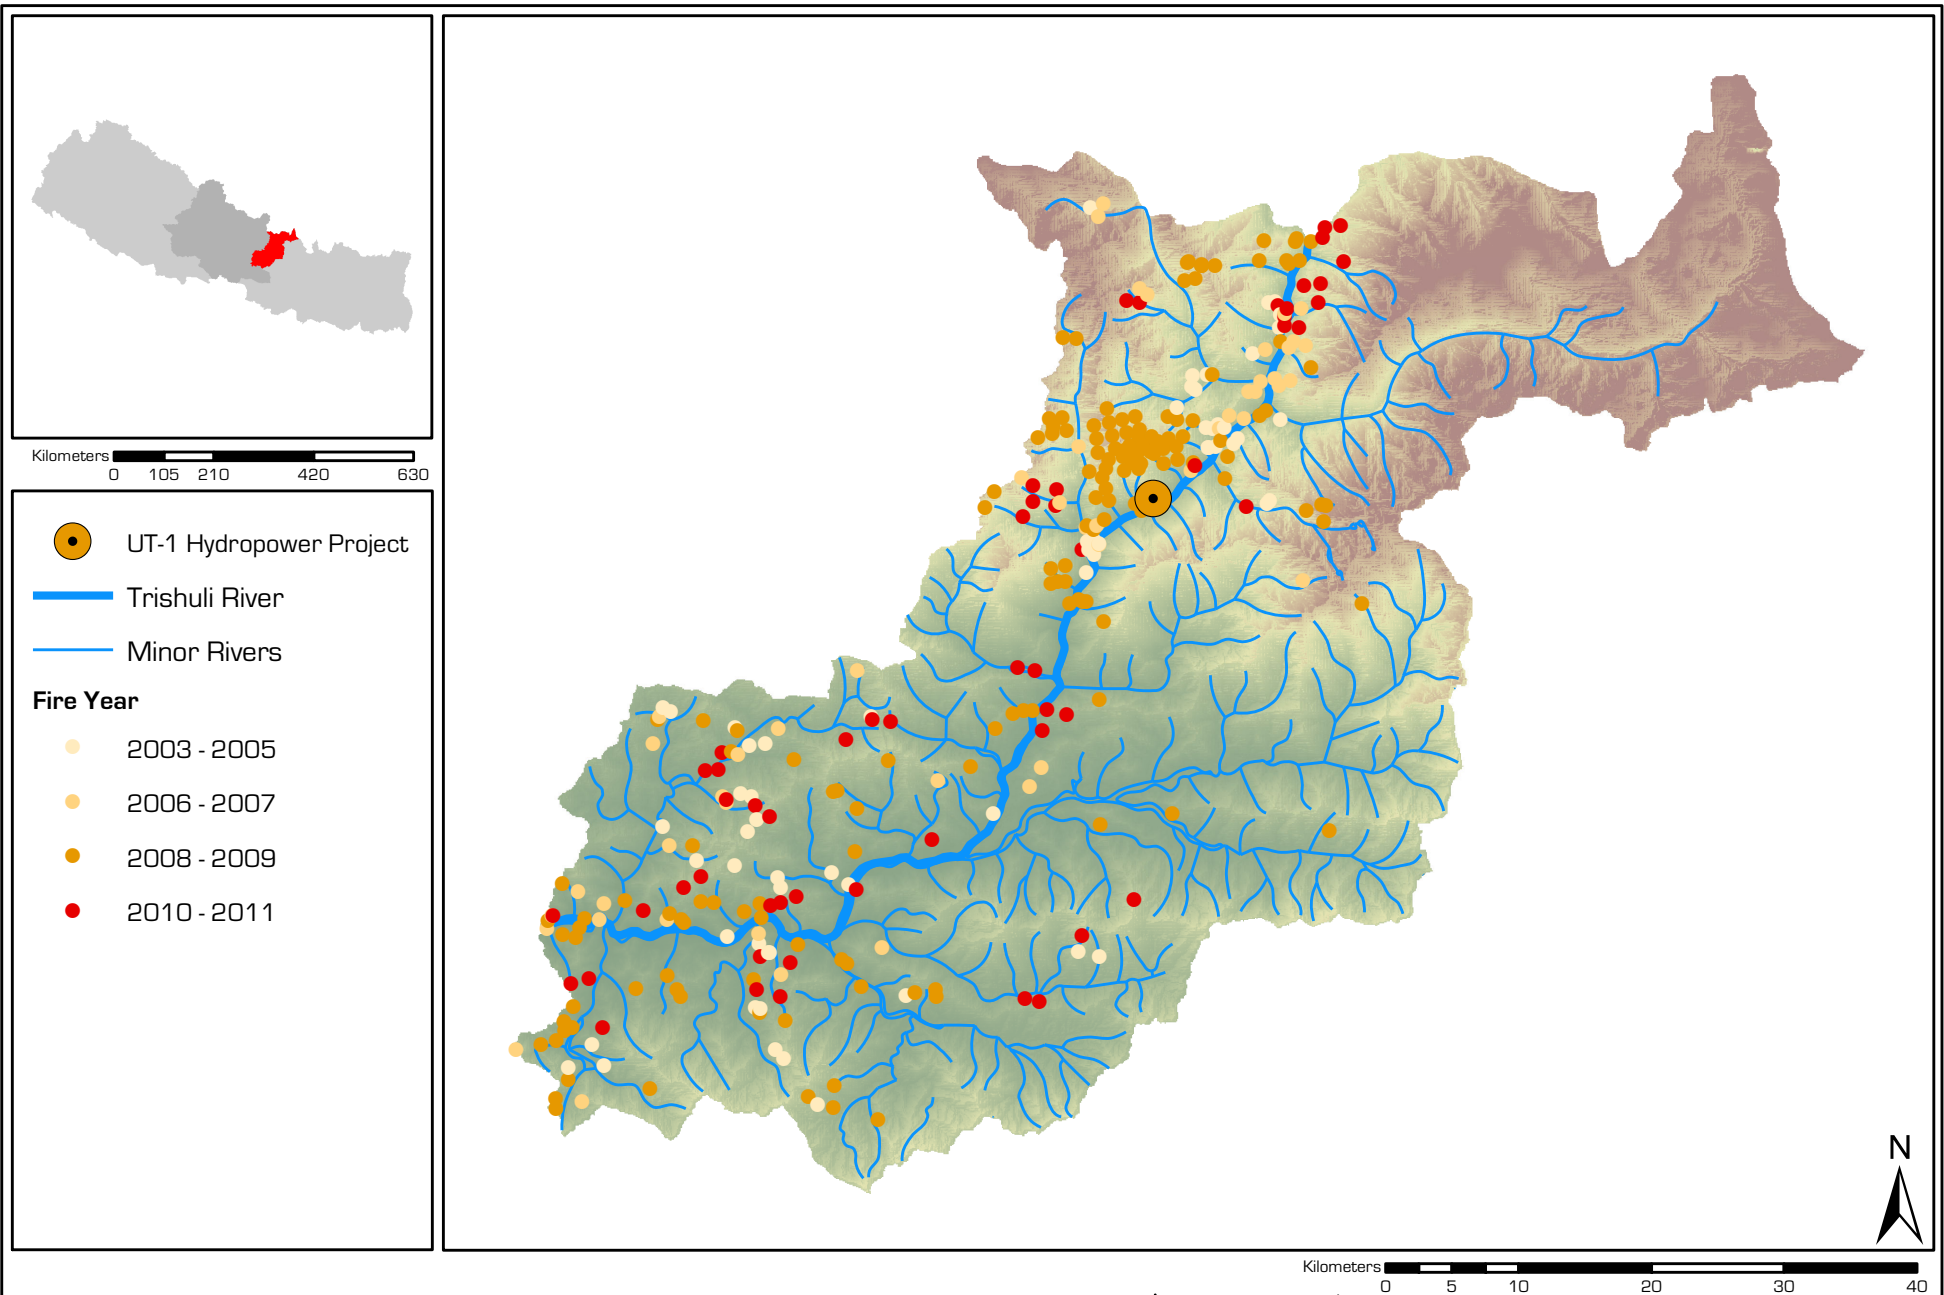 Kilometers
0 105 210 420 630
UT-1 Hydropower Project
Trishuli River
Minor Rivers
Fire Year
2003 - 2005
2006 - 2007
2008 - 2009
2010 - 2011
N
Kilometers
0 5 10 20 30 40